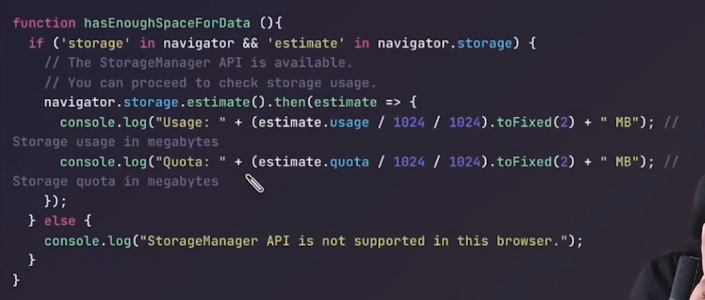 function hasEnoughSpaceForData (){
if ('storage' in navigator && 'estimate' in navigator.storage) {
// The StorageManager API is available.
// You can proceed to check storage usage.
navigator.storage.estimate().then(estimate => {
console.log("Usage: " + (estimate.usage / 1024 / 1024).toFixed(2) + " MB"); //
Storage usage in megabytes
console.log("Quota: " + (estimate.quota / 1024 / 1024).toFixed(2) + " MB"); //
Storage quota in megabytes
});
} else {
console.log("StorageManager API is not supported in this browser.");
}
}